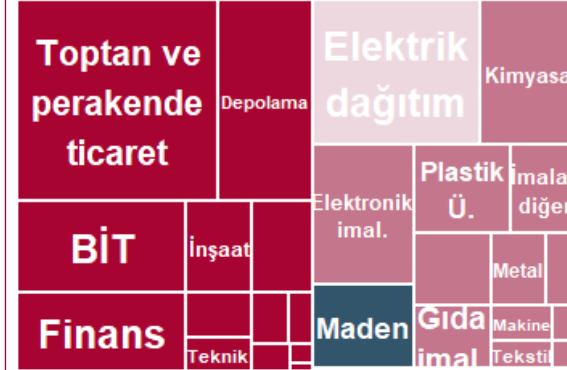 Toptan ve
perakende
ticaret
Depolama
Elektrik
dağıtım
Kimyasa
Elektronik
imal.
Plastik
Ü.
İmala
diğer
BİT
İnşaat
Metal
Finans
Teknik
Maden
Gıda
imal
Makine
Tekstil